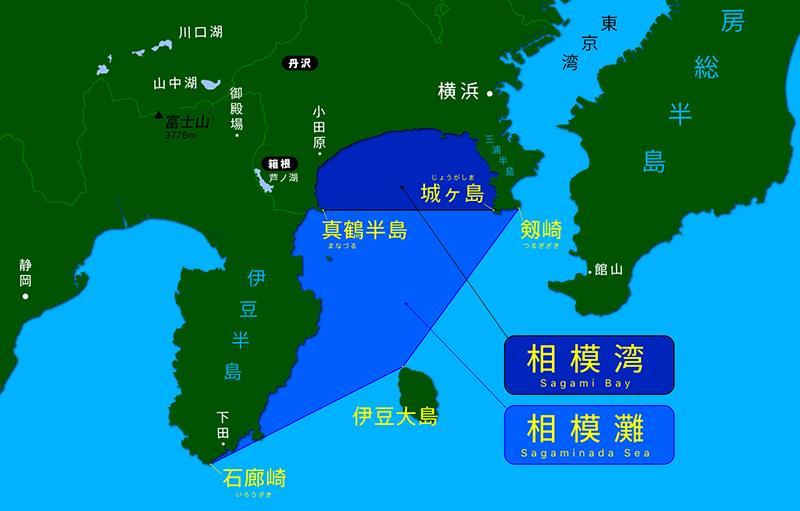 川口湖
山中湖
富士山
3776m
御殿場
丹沢
小田原
箱根
芦ノ湖
横浜
東京湾
房総半島
三浦半島
じょうがしま
城ヶ島
真鶴半島
まなづる
剱崎
つるぎざき
館山
静岡
伊豆半島
下田
伊豆大島
石廊崎
いろうざき
相模湾
Sagami Bay
相模灘
Sagaminada Sea